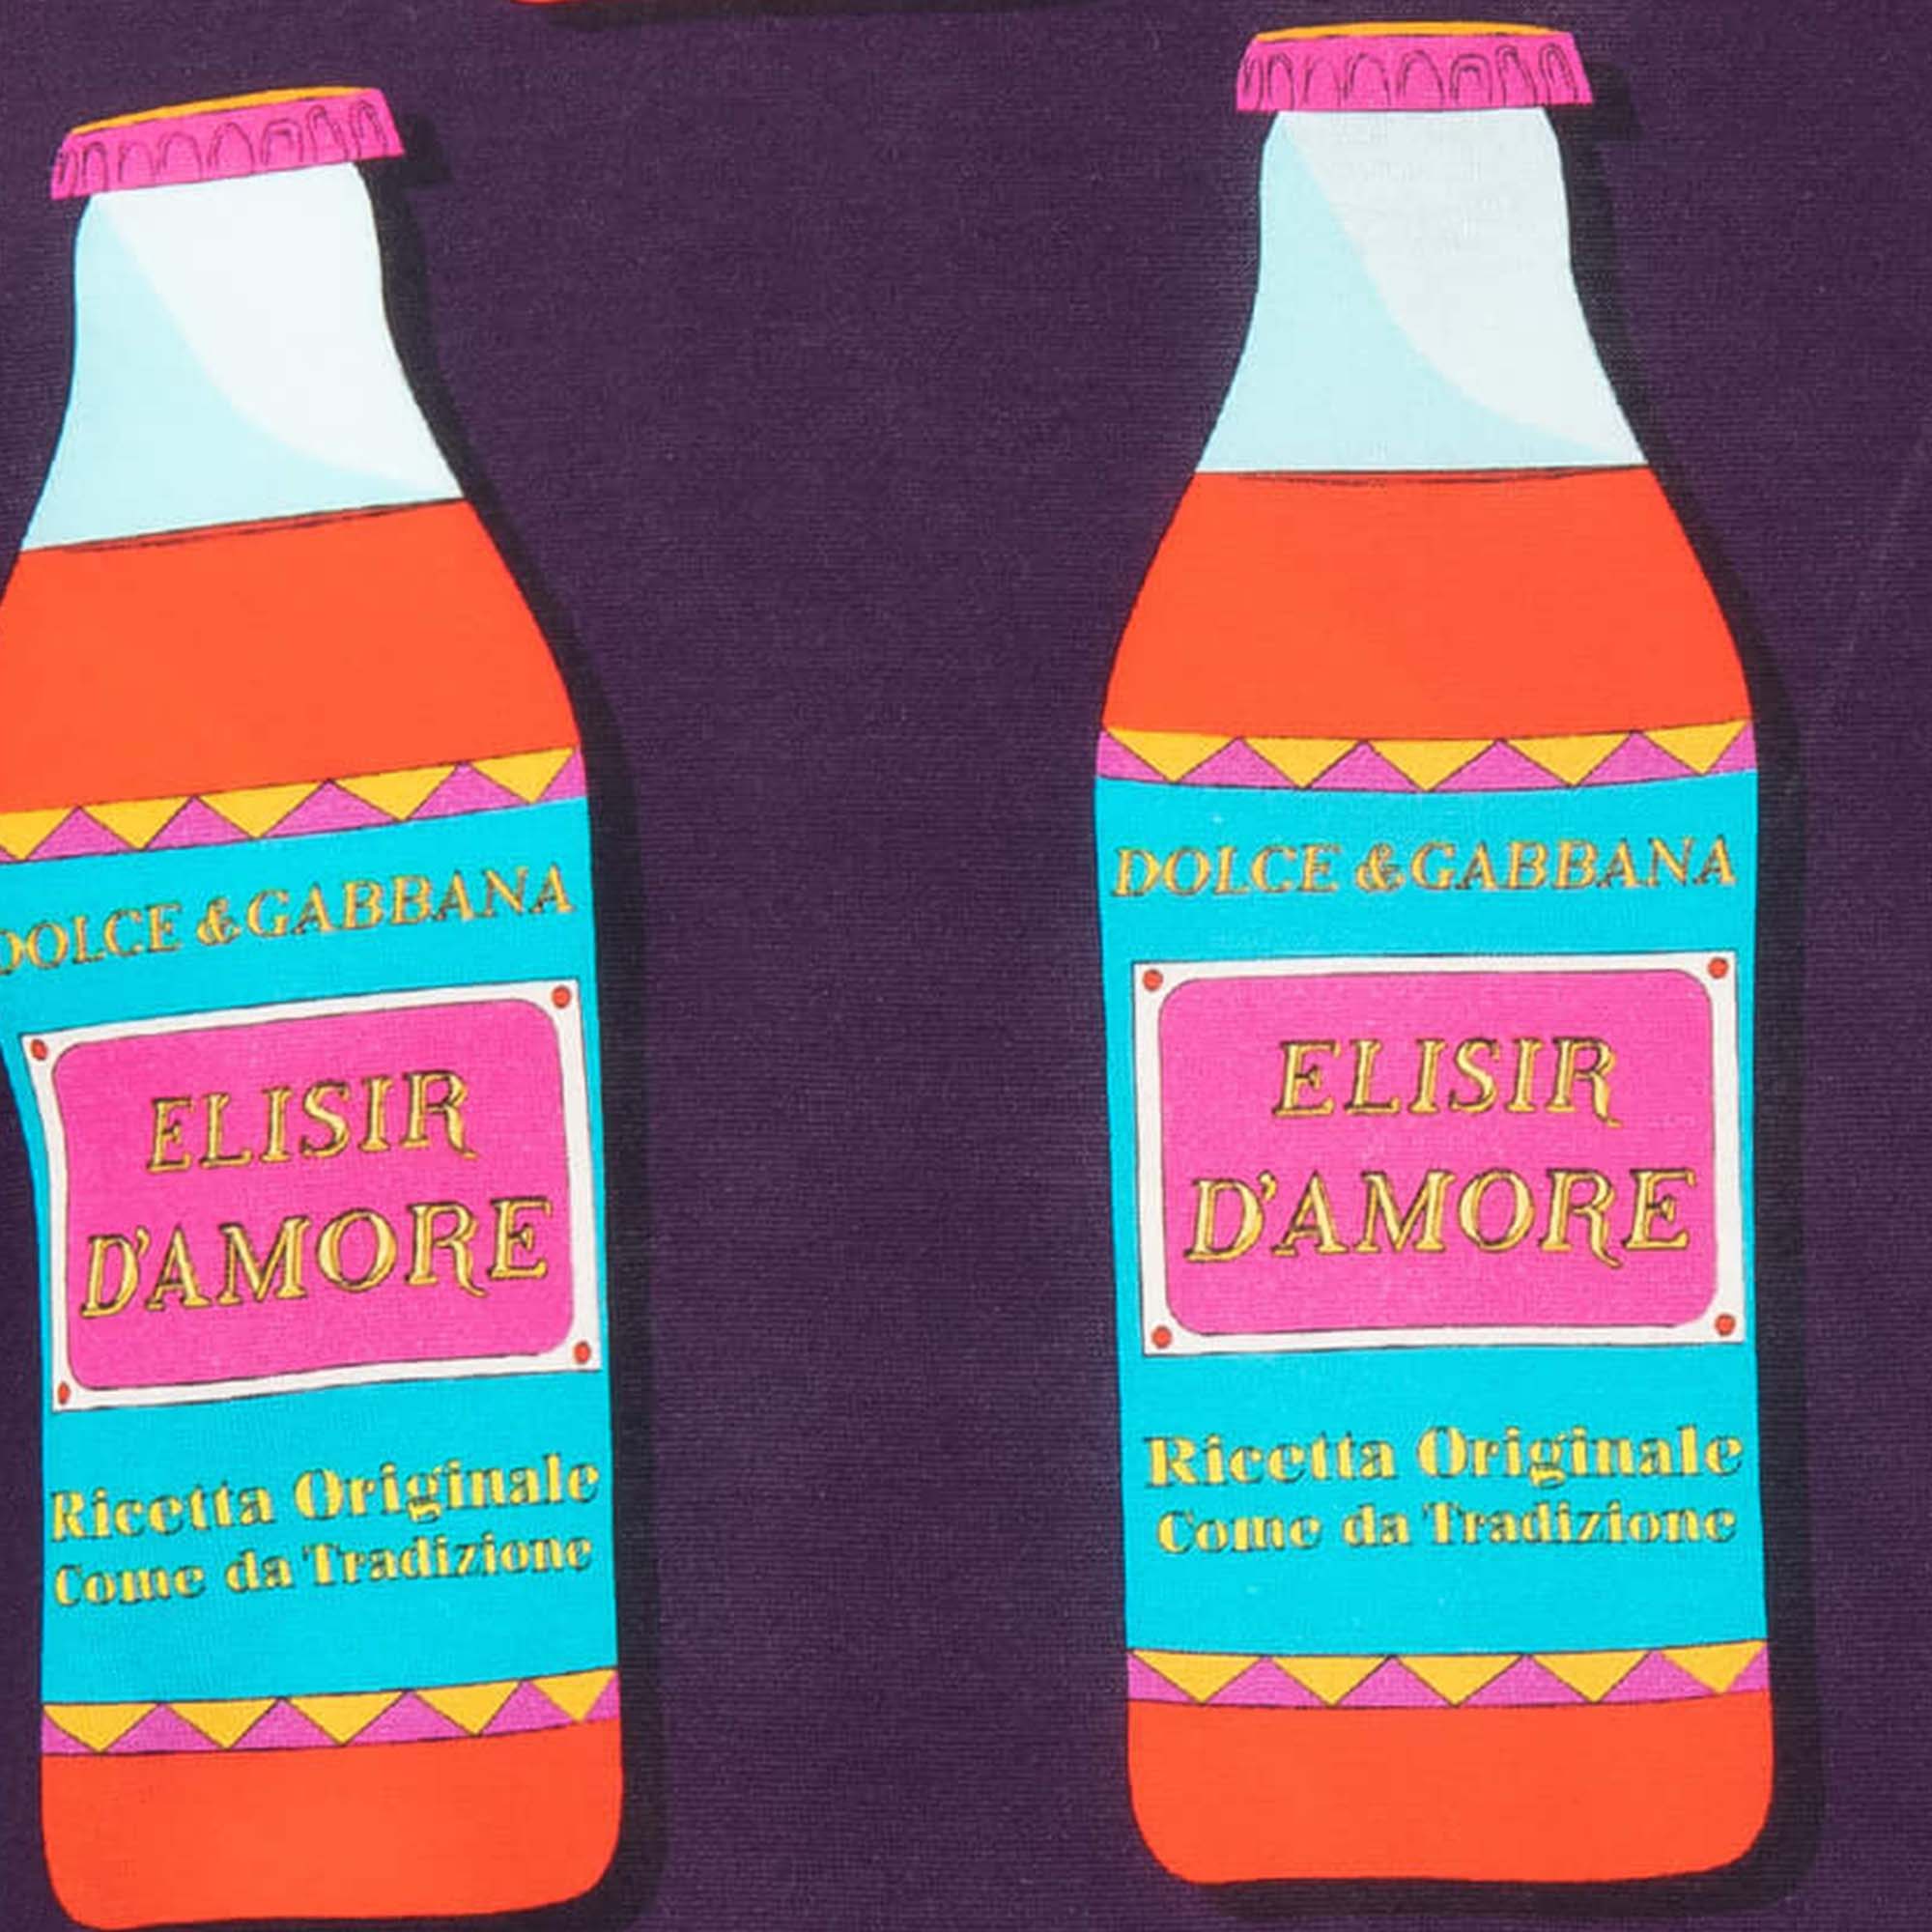 DOLCE & GABBANA
ELISIR
D'AMORE
Ricetta Originale
Come da Tradizione
DOLCE & GABBANA
ELISIR
D'AMORE
Ricetta Originale
Come da Tradizione